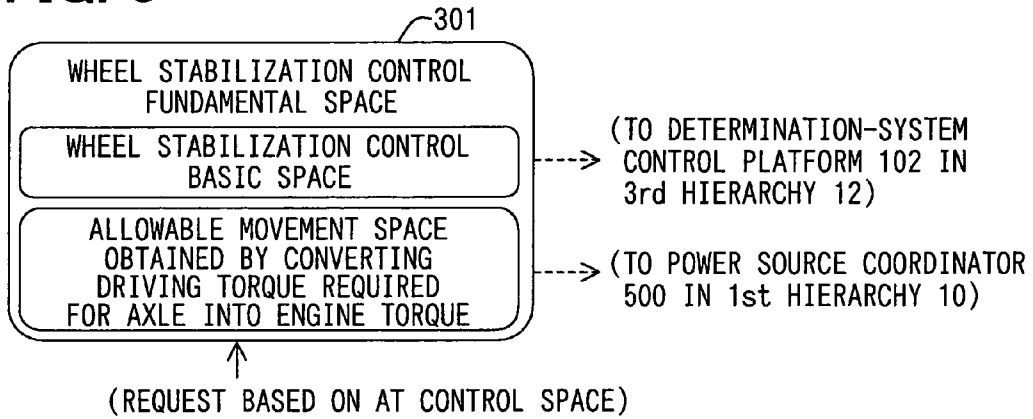 301
WHEEL STABILIZATION CONTROL
FUNDAMENTAL SPACE
WHEEL STABILIZATION CONTROL
BASIC SPACE
(TO DETERMINATION-SYSTEM
CONTROL PLATFORM 102 IN
3rd HIERARCHY 12)
ALLOWABLE MOVEMENT SPACE
OBTAINED BY CONVERTING
DRIVING TORQUE REQUIRED
FOR AXLE INTO ENGINE TORQUE
(TO POWER SOURCE COORDINATOR
500 IN 1st HIERARCHY 10)
(REQUEST BASED ON AT CONTROL SPACE)